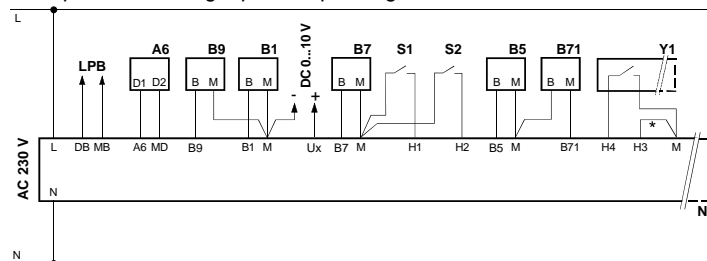 L
A6 B9 B1 DC 0...10 V B7 S1 S2 B5 B71 Y1
LPB
D1 D2 B M B M - + B M B M B M
*
L DB MB A6 MD B9 B1 M Ux B7 M H1 H2 B5 M B71 H4 H3 M
AC 230 V
N
N
N